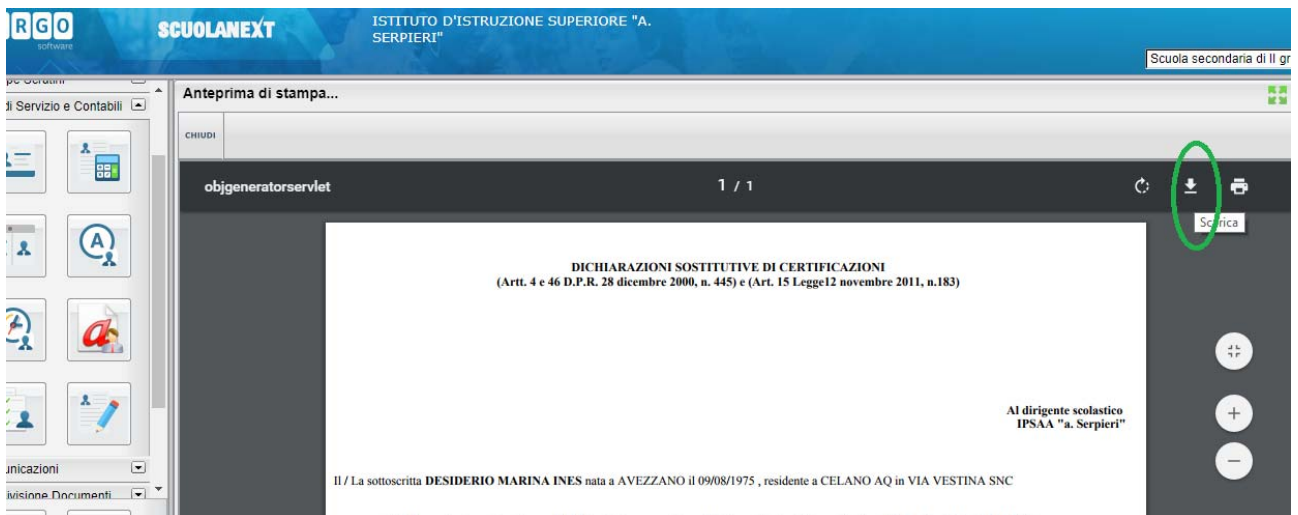 RGO
software
SCUOLANEXT
ISTITUTO D'ISTRUZIONE SUPERIORE "A.
SERPIERI"
Scuola secondaria di II gr
di Servizio e Contabili
Anteprima di stampa...
CHIUDI
objgeneratorservlet
1 / 1
Scarica
A
a
DICHIARAZIONI SOSTITUTIVE DI CERTIFICAZIONI
(Artt. 4 e 46 D.P.R. 28 dicembre 2000, n. 445) e (Art. 15 Legge12 novembre 2011, n.183)
Al dirigente scolastico
IPSAA "a. Serpieri"
unicazioni
Il / La sottoscritta DESIDERIO MARINA INES nata a AVEZZANO il 09/08/1975 , residente a CELANO AQ in VIA VESTINA SNC
ivisione Documenti